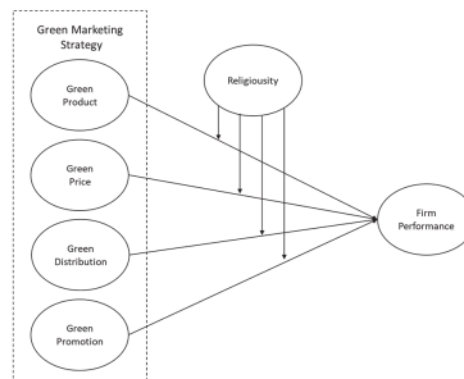 Green Marketing
Strategy
Green
Product
Religiousity
Green
Price
Firm
Performance
Green
Distribution
Green
Promotion